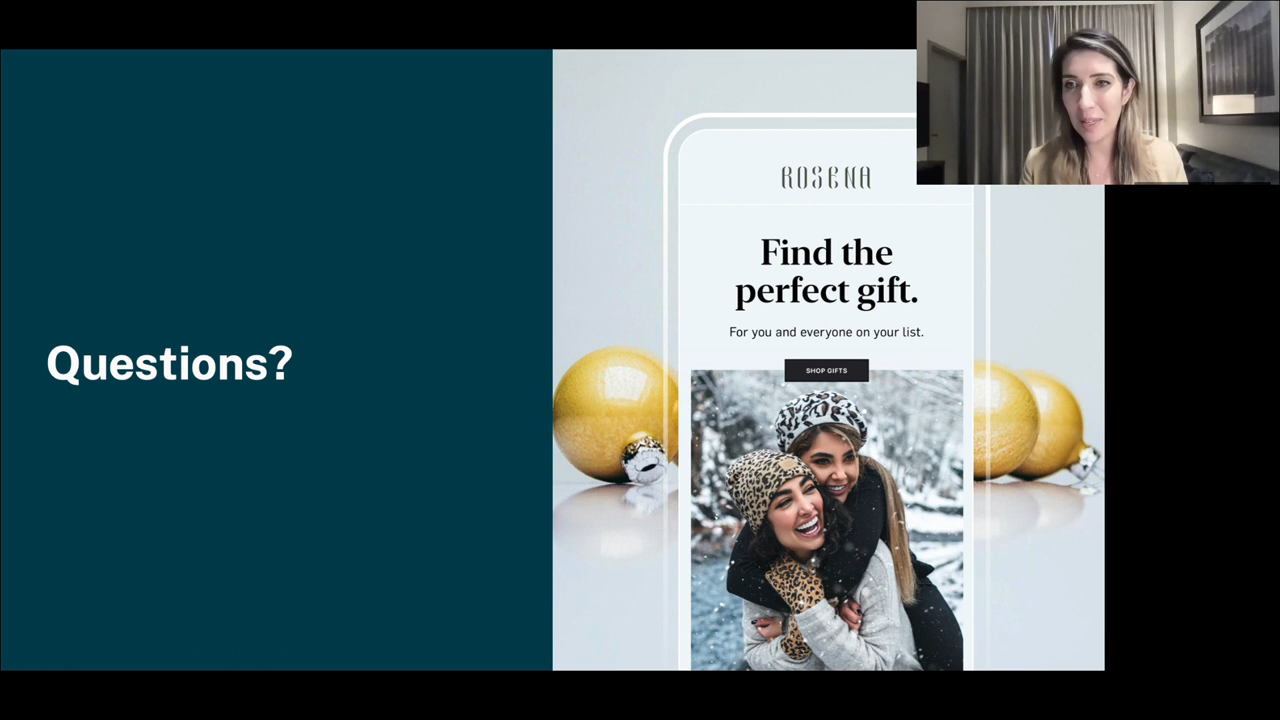 Questions?
ROSENA
Find the
perfect gift.
For you and everyone on your list.
SHOP GIFTS